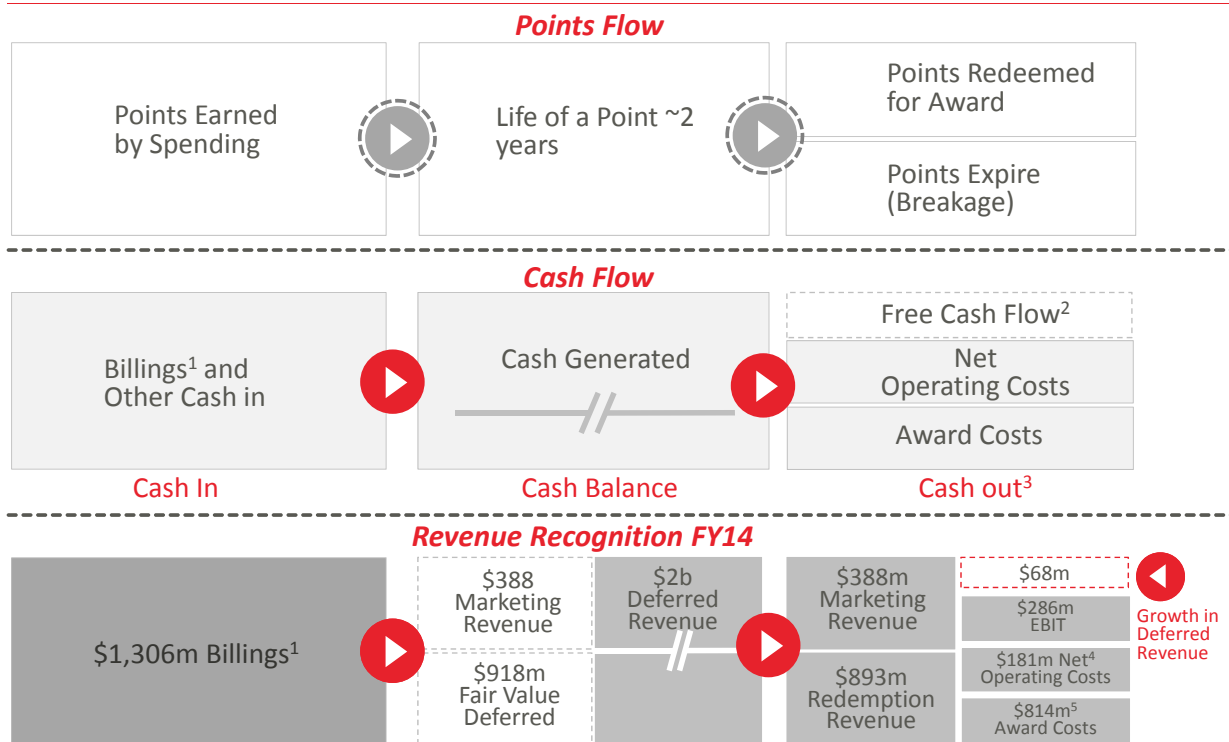 Points Flow
Points Earned
by Spending
Life of a Point ~2
years
Points Redeemed
for Award
Points Expire
(Breakage)
Cash Flow
Billings¹ and
Other Cash in
Cash Generated
Free Cash Flow²
Net
Operating Costs
Award Costs
Cash In
Cash Balance
Cash out³
Revenue Recognition FY14
$1,306m Billings¹
$388
Marketing
Revenue
$918m
Fair Value
Deferred
$2b
Deferred
Revenue
$388m
Marketing
Revenue
$893m
Redemption
Revenue
$68m
$286m
EBIT
$181m Net⁴
Operating Costs
$814m⁵
Award Costs
Growth in
Deferred
Revenue